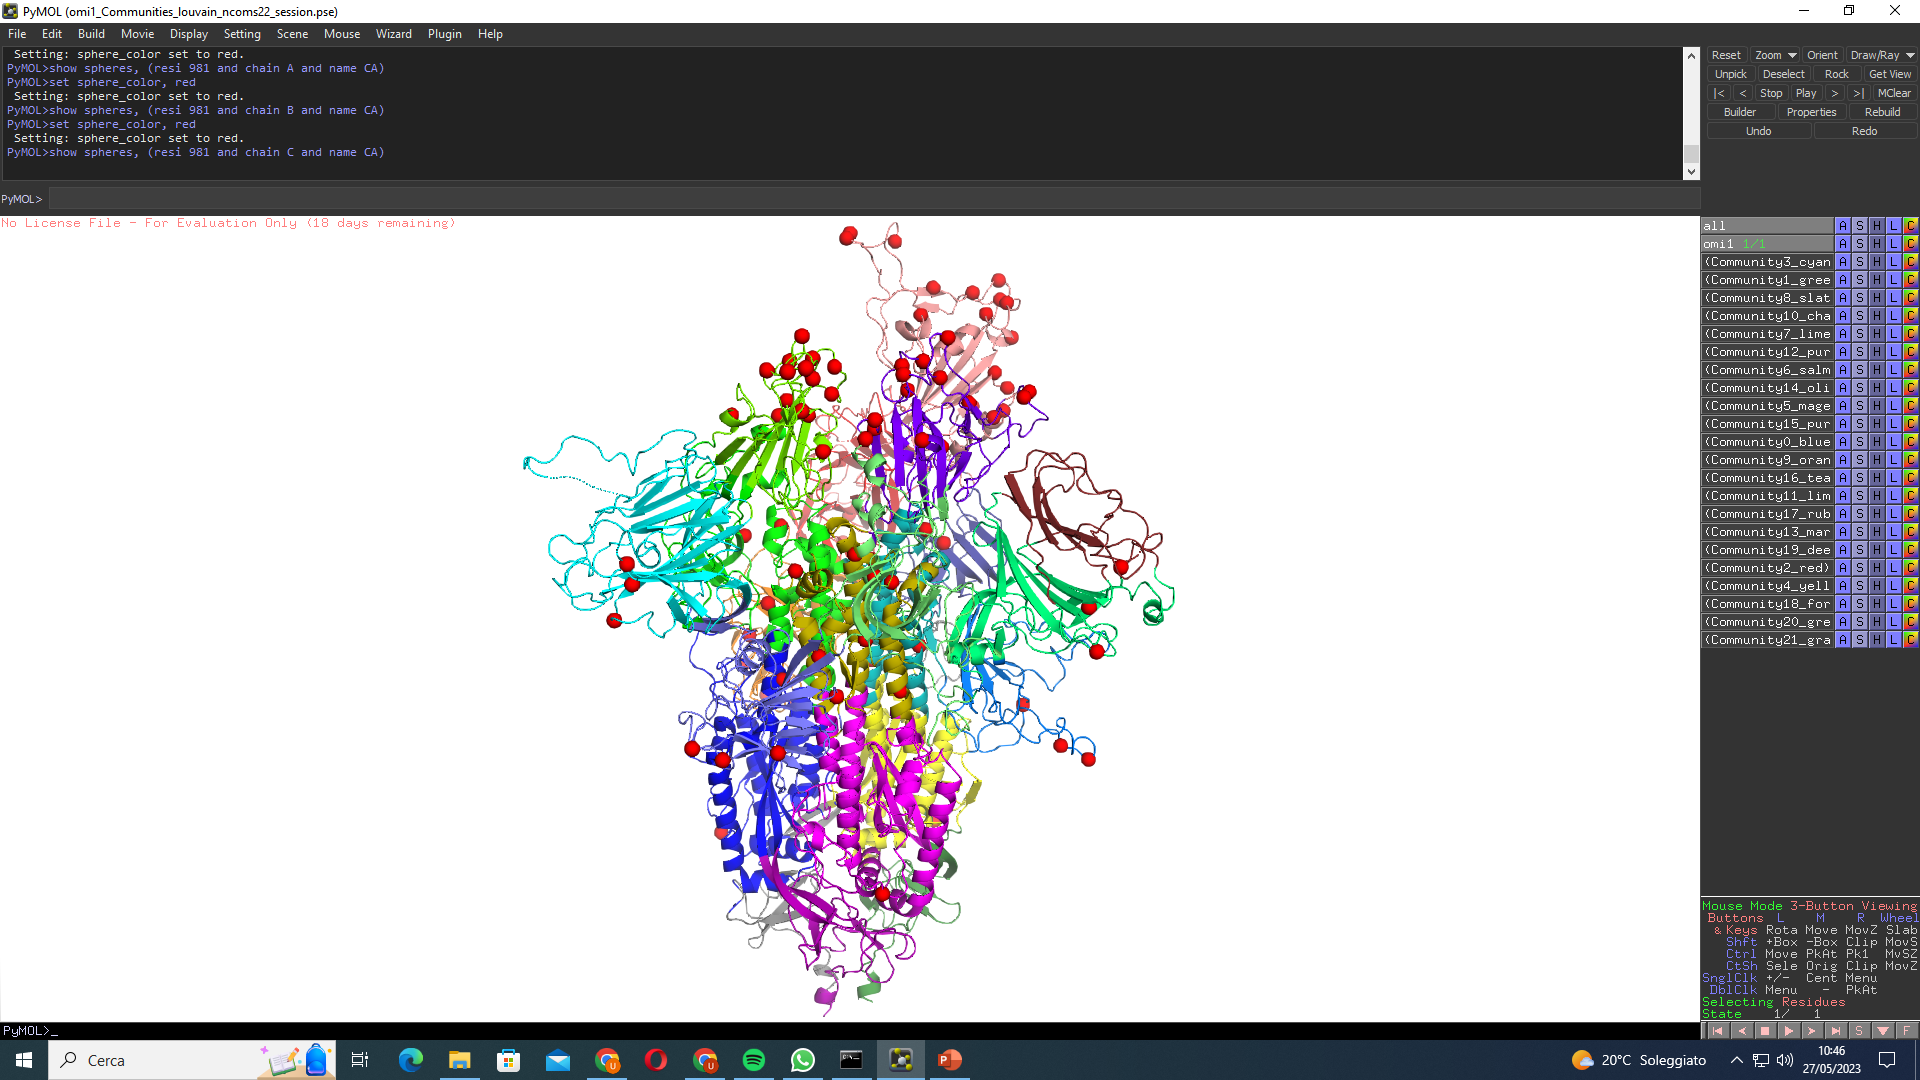 PyMOL (omi1_Communities_louvain_ncoms22_session.pse)
File Edit Build Movie Display Setting Scene Mouse Wizard Plugin Help
Setting: sphere_color set to red.
PyMOL>show spheres, (resi 981 and chain A and name CA)
PyMOL>set sphere_color, red
Setting: sphere_color set to red.
PyMOL>show spheres, (resi 981 and chain B and name CA)
PyMOL>set sphere_color, red
Setting: sphere_color set to red.
PyMOL>show spheres, (resi 981 and chain C and name CA)
PyMOL>
Reset Zoom Orient Draw/Ray
Unpick Deselect Rock Get View
|< < Stop Play > >| MClear
Builder Properties Rebuild
Undo Redo
No License File - For Evaluation Only (18 days remaining)
all A S H L C
omi1 1/1 A S H L C
(Community3_cyan A S H L C
(Community1_gree A S H L C
(Community8_slat A S H L C
(Community10_cha A S H L C
(Community7_lime A S H L C
(Community12_pur A S H L C
(Community6_salm A S H L C
(Community14_oli A S H L C
(Community5_mage A S H L C
(Community15_pur A S H L C
(Community0_blue A S H L C
(Community9_oran A S H L C
(Community16_tea A S H L C
(Community11_lim A S H L C
(Community17_rub A S H L C
(Community13_mar A S H L C
(Community19_dee A S H L C
(Community2_red) A S H L C
(Community4_yell A S H L C
(Community18_for A S H L C
(Community20_gre A S H L C
(Community21_gra A S H L C
Mouse Mode 3-Button Viewing
Buttons L M R Wheel
& Keys Rota Move MovZ Slab
Shft +Box -Box Clip MovS
Ctrl Move PkAt Pk1 MvSZ
CtSh Sele Orig Clip MovZ
SnglClk +/- Cent Menu
DblClk Menu - PkAt
Selecting Residues
State 1/ 1
S F
PyMOL>_
Cerca
20°C Soleggiato
10:46
27/05/2023